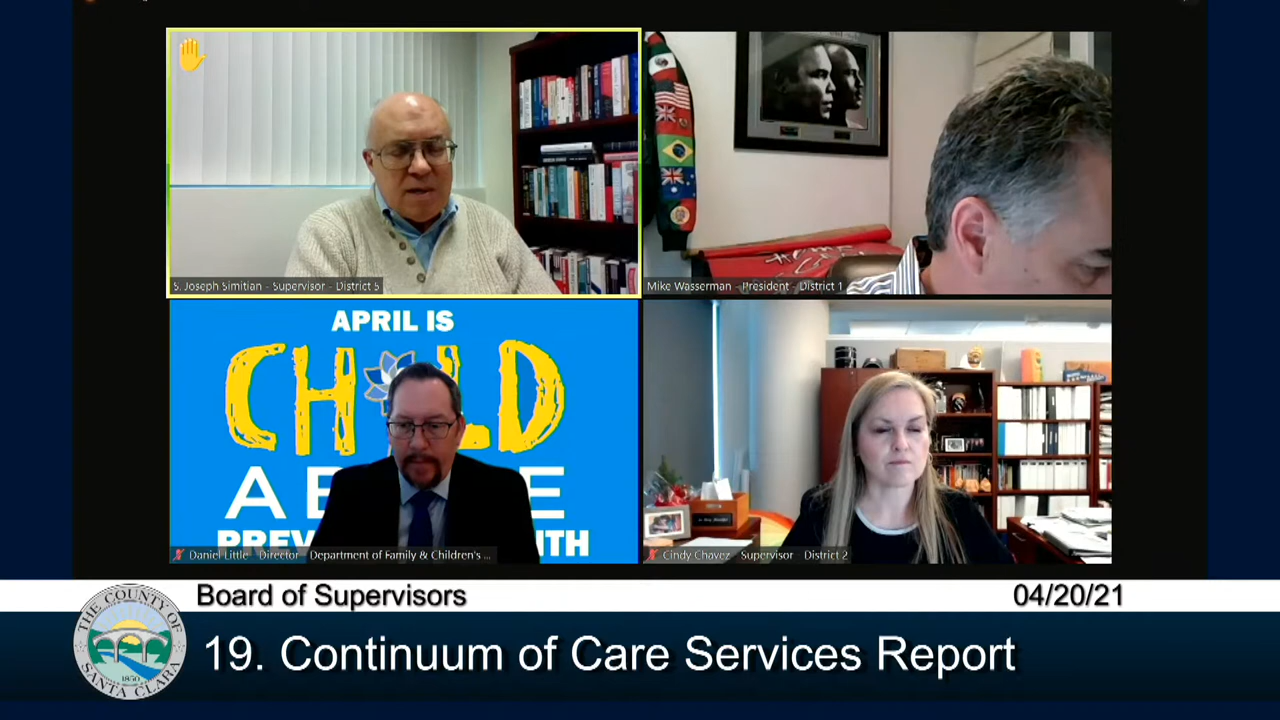 S. Joseph Simitian - Supervisor - District 5
Mike Wasserman - President - District 1
APRIL IS
CHILD
Daniel Little - Director - Department of Family & Children's ...
Cindy Chavez - Supervisor - District 2
Board of Supervisors
04/20/21
THE COUNTY OF
SANTA CLARA
1850
19. Continuum of Care Services Report